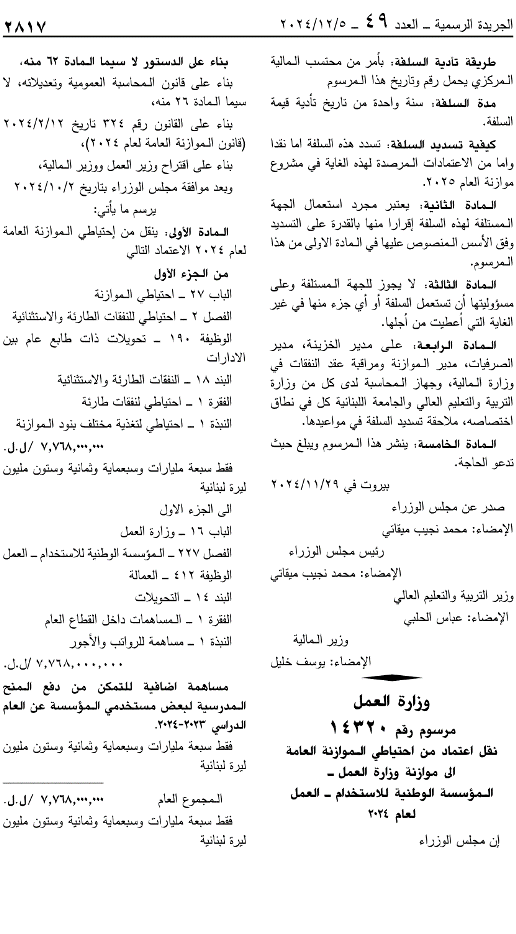 الجريدة الرسمية ــ العدد ٤٩ ــ ٢٠٢٤/١٢/٥
٢٨١٧
طريقة تأدية السلفة: بأمر من محتسب المالية
المركزي يحمل رقم وتاريخ هذا المرسوم
مدة السلفة: سنة واحدة من تاريخ تأدية قيمة
السلفة.
كيفية تسديد السلفة: تسدد هذه السلفة اما نقدا
واما من الاعتمادات المرصدة لهذه الغاية في مشروع
موازنة العام ٢٠٢٥.
المادة الثانية: يعتبر مجرد استعمال الجهة
المستلفة لهذه السلفة إقرارا منها بالقدرة على التسديد
وفق الأسس المنصوص عليها في المادة الاولى من هذا
المرسوم.
المادة الثالثة: لا يجوز للجهة المستلفة وعلى
مسؤوليتها أن تستعمل السلفة أو أي جزء منها في غير
الغاية التي أعطيت من أجلها.
المادة الرابعة: على مدير الخزينة، مدير
الصرفيات، مدير الموازنة ومراقبة عقد النفقات في
وزارة المالية، وجهاز المحاسبة لدى كل من وزارة
التربية والتعليم العالي والجامعة اللبنانية كل في نطاق
اختصاصه، ملاحقة تسديد السلفة في مواعيدها.
المادة الخامسة: ينشر هذا المرسوم ويبلغ حيث
تدعو الحاجة.
بيروت في ٢٠٢٤/١١/٢٩
صدر عن مجلس الوزراء
الإمضاء: محمد نجيب ميقاتي
رئيس مجلس الوزراء
الإمضاء: محمد نجيب ميقاتي
وزير التربية والتعليم العالي
الإمضاء: عباس الحلبي
وزير المالية
الإمضاء: يوسف خليل
وزارة العمل
مرسوم رقم ١٤٣٢٠
نقل اعتماد من احتياطي الموازنة العامة
الى موازنة وزارة العمل ــ
المؤسسة الوطنية للاستخدام ــ العمل
لعام ٢٠٢٤
إن مجلس الوزراء
بناء على الدستور لا سيما المادة ٦٢ منه،
بناء على قانون المحاسبة العمومية وتعديلاته، لا
سيما المادة ٢٦ منه،
بناء على القانون رقم ٣٢٤ تاريخ ٢٠٢٤/٢/١٢
(قانون الموازنة العامة لعام ٢٠٢٤)،
بناء على اقتراح وزير العمل ووزير المالية،
وبعد موافقة مجلس الوزراء بتاريخ ٢٠٢٤/١٠/٢
يرسم ما يأتي:
المادة الأولى: ينقل من إحتياطي الموازنة العامة
لعام ٢٠٢٤ الاعتماد التالي
من الجزء الأول
الباب ٢٧ ــ احتياطي الموازنة
الفصل ٢ ــ احتياطي للنفقات الطارئة والاستثنائية
الوظيفة ١٩٠ ــ تحويلات ذات طابع عام بين
الادارات
البند ١٨ ــ النفقات الطارئة والاستثنائية
الفقرة ١ ــ احتياطي لنفقات طارئة
النبذة ١ ــ احتياطي لتغذية مختلف بنود الموازنة
٧,٧٦٨,٠٠٠,٠٠٠ /ل.ل.
فقط سبعة مليارات وسبعماية وثمانية وستون مليون
ليرة لبنانية
الى الجزء الاول
الباب ١٦ ــ وزارة العمل
الفصل ٢٢٧ ــ المؤسسة الوطنية للاستخدام ــ العمل
الوظيفة ٤١٢ ــ العمالة
البند ١٤ ــ التحويلات
الفقرة ١ ــ المساهمات داخل القطاع العام
النبذة ١ ــ مساهمة للرواتب والأجور
٧,٧٦٨,٠٠٠,٠٠٠ /ل.ل.
مساهمة اضافية للتمكن من دفع المنح
المدرسية لبعض مستخدمي المؤسسة عن العام
الدراسي ٢٠٢٣-٢٠٢٤.
فقط سبعة مليارات وسبعماية وثمانية وستون مليون
ليرة لبنانية
المجموع العام ٧,٧٦٨,٠٠٠,٠٠٠ /ل.ل.
فقط سبعة مليارات وسبعماية وثمانية وستون مليون
ليرة لبنانية